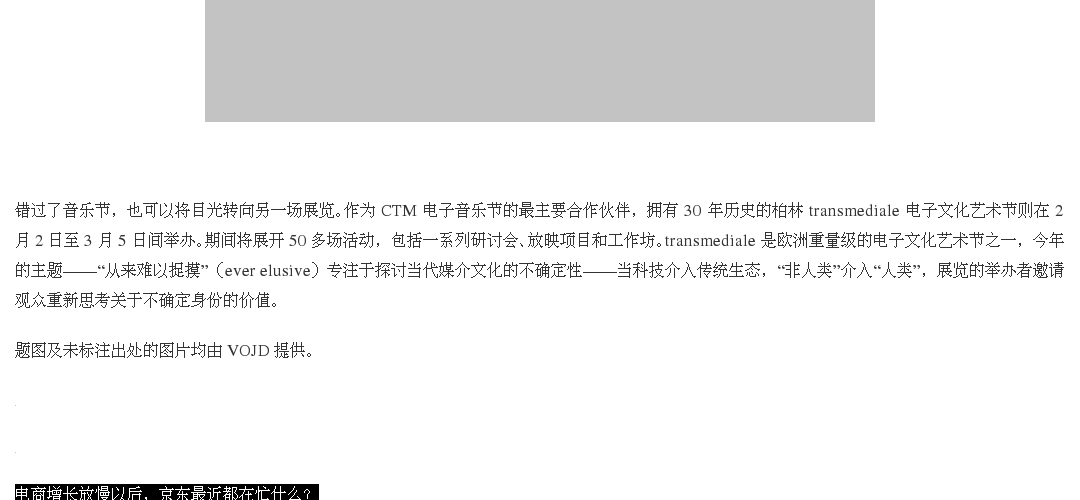 错过了音乐节，也可以将目光转向另一场展览。作为 CTM 电子音乐节的最主要合作伙伴，拥有 30 年历史的柏林 transmediale 电子文化艺术节则在 2
月 2 日至 3 月 5 日间举办。期间将展开 50 多场活动，包括一系列研讨会、放映项目和工作坊。transmediale 是欧洲重量级的电子文化艺术节之一，今年
的主题——“从来难以捉摸”（ever elusive）专注于探讨当代媒介文化的不确定性——当科技介入传统生态，“非人类”介入“人类”，展览的举办者邀请
观众重新思考关于不确定身份的价值。
题图及未标注出处的图片均由 VOJD 提供。
电商增长放慢以后，京东最近都在忙什么？